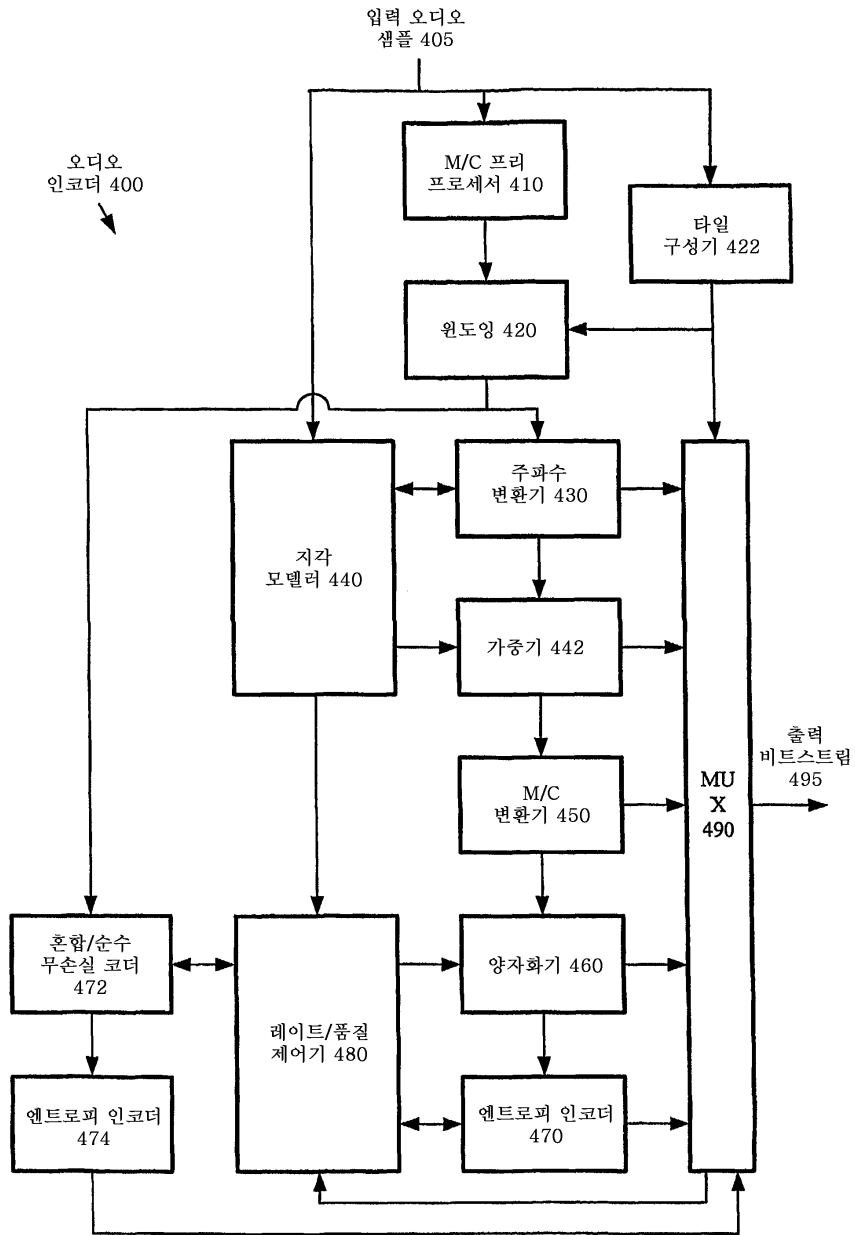 입력 오디오
샘플 405
오디오
인코더 400
M/C 프리
프로세서 410
타일
구성기 422
윈도잉 420
주파수
변환기 430
지각
모델러 440
가중기 442
M/C
변환기 450
출력
비트스트림
495
MU
X
490
혼합/순수
무손실 코더
472
양자화기 460
레이트/품질
제어기 480
엔트로피 인코더
474
엔트로피 인코더
470